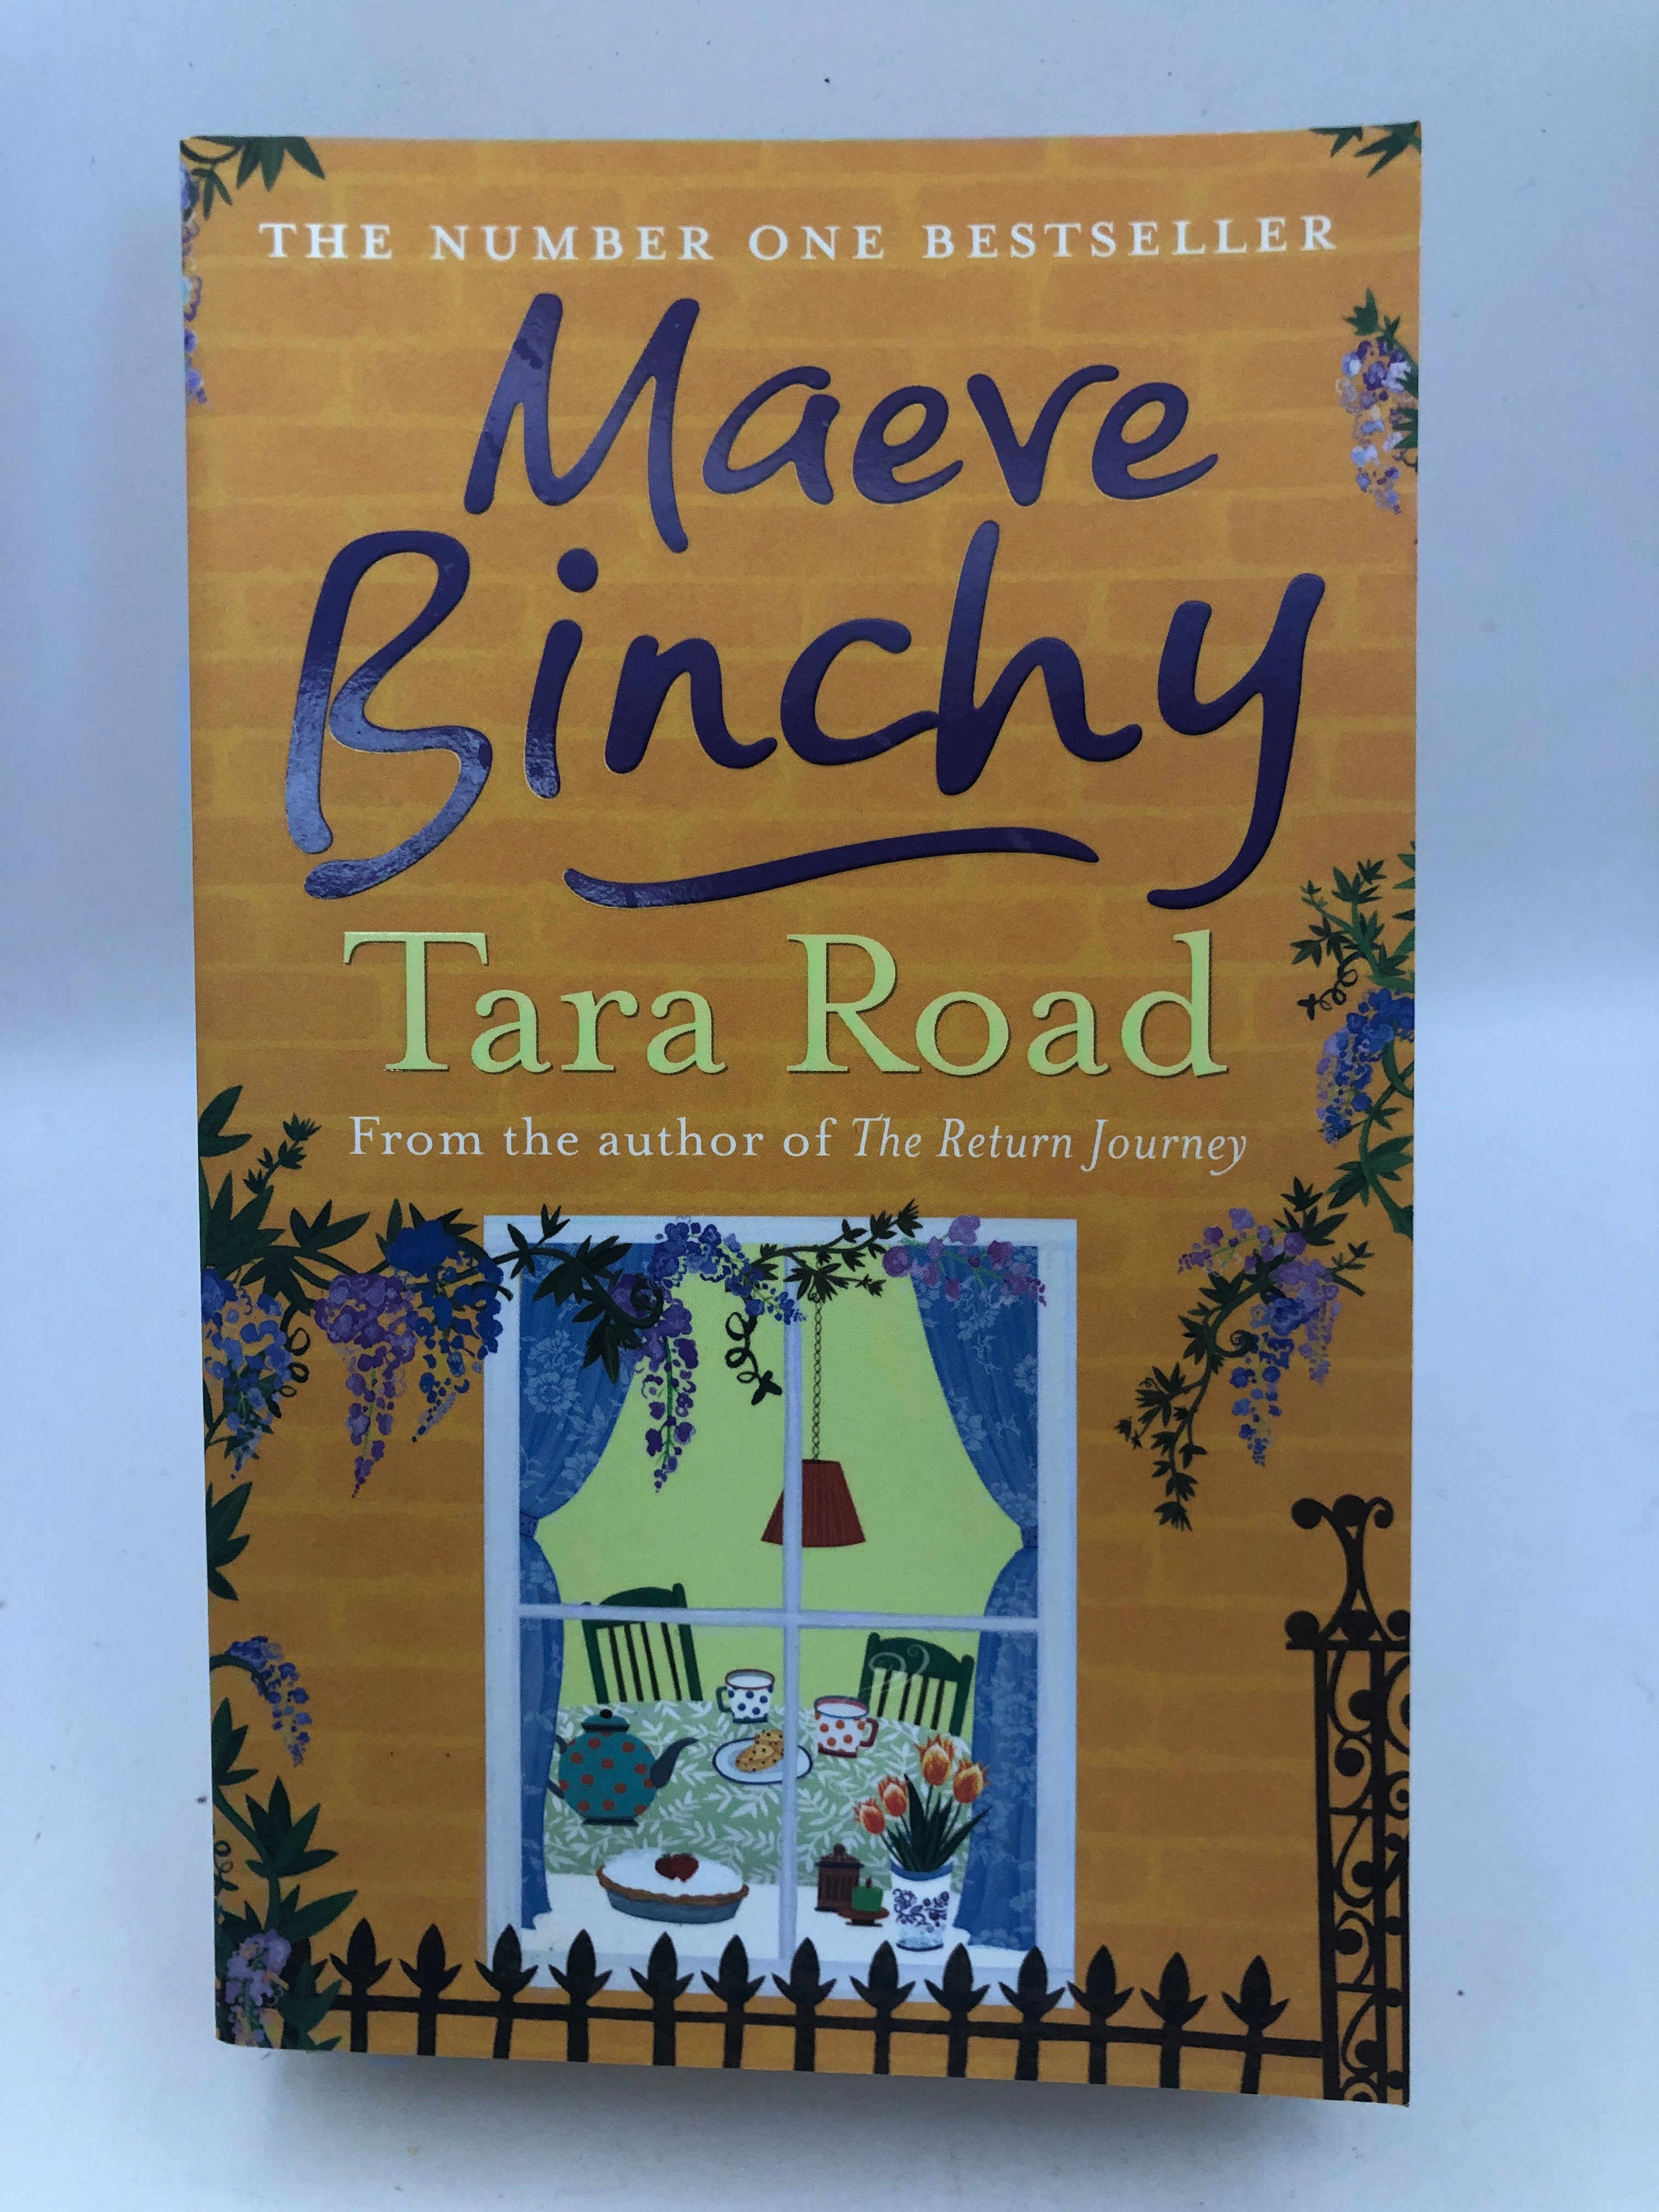 THE NUMBER ONE BESTSELLER
Maeve
Binchy
Tara Road
From the author of The Return Journey